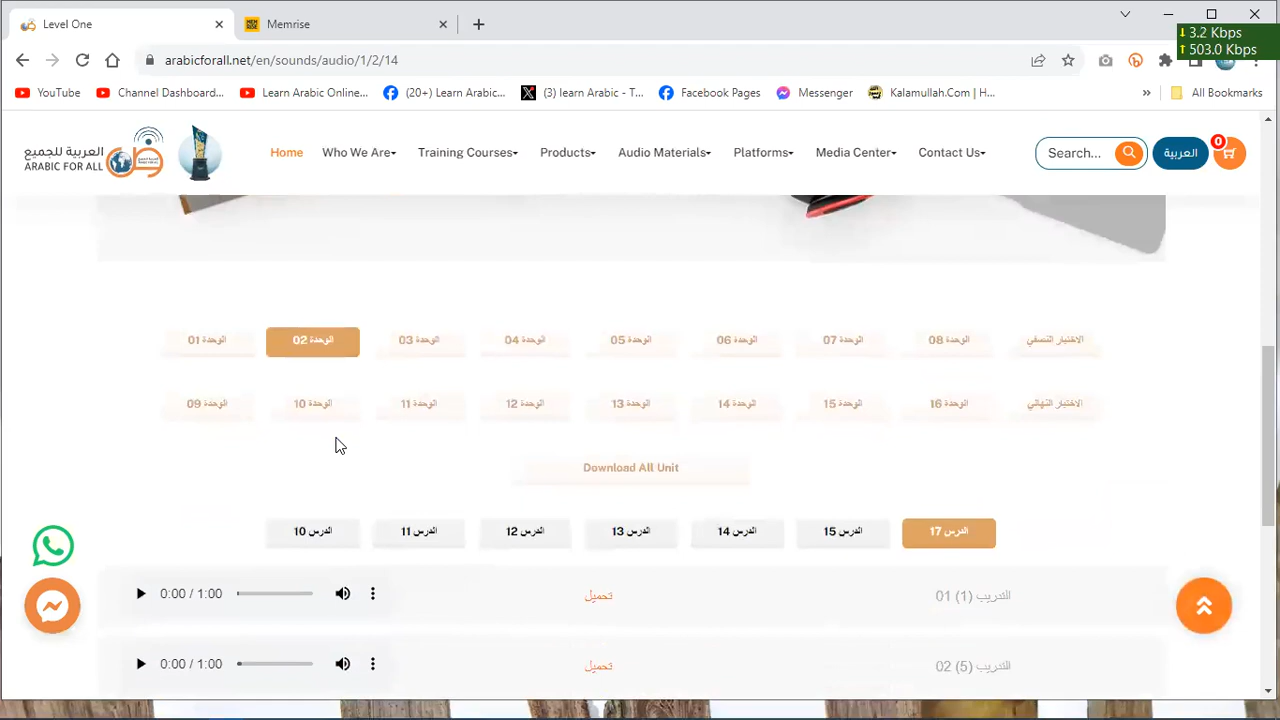 Level One
Memrise
3.2 Kbps
503.0 Kbps
arabicforall.net/en/sounds/audio/1/2/14
YouTube
Channel Dashboard...
Learn Arabic Online...
(20+) Learn Arabic...
(3) learn Arabic - T...
Facebook Pages
Messenger
Kalamullah.Com | H...
All Bookmarks
العربية للجميع
ARABIC FOR ALL
Home
Who We Are
Training Courses
Products
Audio Materials
Platforms
Media Center
Contact Us
Search...
العربية
0
الوحدة 01
الوحدة 02
الوحدة 03
الوحدة 04
الوحدة 05
الوحدة 06
الوحدة 07
الوحدة 08
الاختبار النصفي
الوحدة 09
الوحدة 10
الوحدة 11
الوحدة 12
الوحدة 13
الوحدة 14
الوحدة 15
الوحدة 16
الاختبار النهائي
Download All Unit
الدرس 10
الدرس 11
الدرس 12
الدرس 13
الدرس 14
الدرس 15
الدرس 17
0:00 / 1:00
تحميل
التدريب (1) 01
0:00 / 1:00
تحميل
التدريب (5) 02